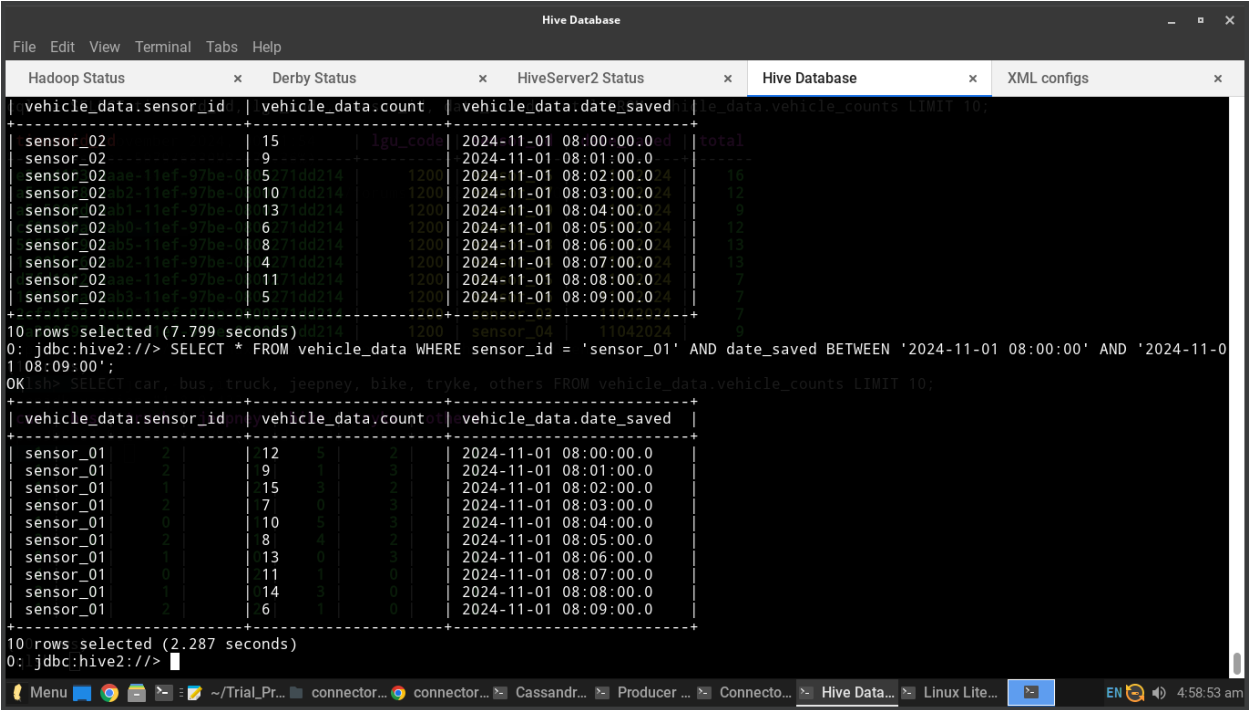 Hive Database
File Edit View Terminal Tabs Help
Hadoop Status × Derby Status × HiveServer2 Status × Hive Database × XML configs ×
| vehicle_data.sensor_id | vehicle_data.count | vehicle_data.date_saved |
| sensor_02 | 15 | 2024-11-01 08:00:00.0 |
| sensor_02 | 9 | 2024-11-01 08:01:00.0 |
| sensor_02 | 5 | 2024-11-01 08:02:00.0 |
| sensor_02 | 10 | 2024-11-01 08:03:00.0 |
| sensor_02 | 13 | 2024-11-01 08:04:00.0 |
| sensor_02 | 6 | 2024-11-01 08:05:00.0 |
| sensor_02 | 8 | 2024-11-01 08:06:00.0 |
| sensor_02 | 4 | 2024-11-01 08:07:00.0 |
| sensor_02 | 11 | 2024-11-01 08:08:00.0 |
| sensor_02 | 5 | 2024-11-01 08:09:00.0 |
10 rows selected (7.799 seconds)
0: jdbc:hive2://> SELECT * FROM vehicle_data WHERE sensor_id = 'sensor_01' AND date_saved BETWEEN '2024-11-01 08:00:00' AND '2024-11-0
1 08:09:00';
OK
SELECT car, bus, truck, jeepney, bike, tryke, others FROM vehicle_data.vehicle_counts LIMIT 10;
| vehicle_data.sensor_id | vehicle_data.count | vehicle_data.date_saved |
| sensor_01 | 12 | 2024-11-01 08:00:00.0 |
| sensor_01 | 9 | 2024-11-01 08:01:00.0 |
| sensor_01 | 15 | 2024-11-01 08:02:00.0 |
| sensor_01 | 7 | 2024-11-01 08:03:00.0 |
| sensor_01 | 10 | 2024-11-01 08:04:00.0 |
| sensor_01 | 8 | 2024-11-01 08:05:00.0 |
| sensor_01 | 13 | 2024-11-01 08:06:00.0 |
| sensor_01 | 11 | 2024-11-01 08:07:00.0 |
| sensor_01 | 14 | 2024-11-01 08:08:00.0 |
| sensor_01 | 6 | 2024-11-01 08:09:00.0 |
10 rows selected (2.287 seconds)
0: jdbc:hive2://>
Menu ~/Trial_Pr... connector... connector... Cassandr... Producer ... Connecto... Hive Data... Linux Lite... EN 4:58:53 am